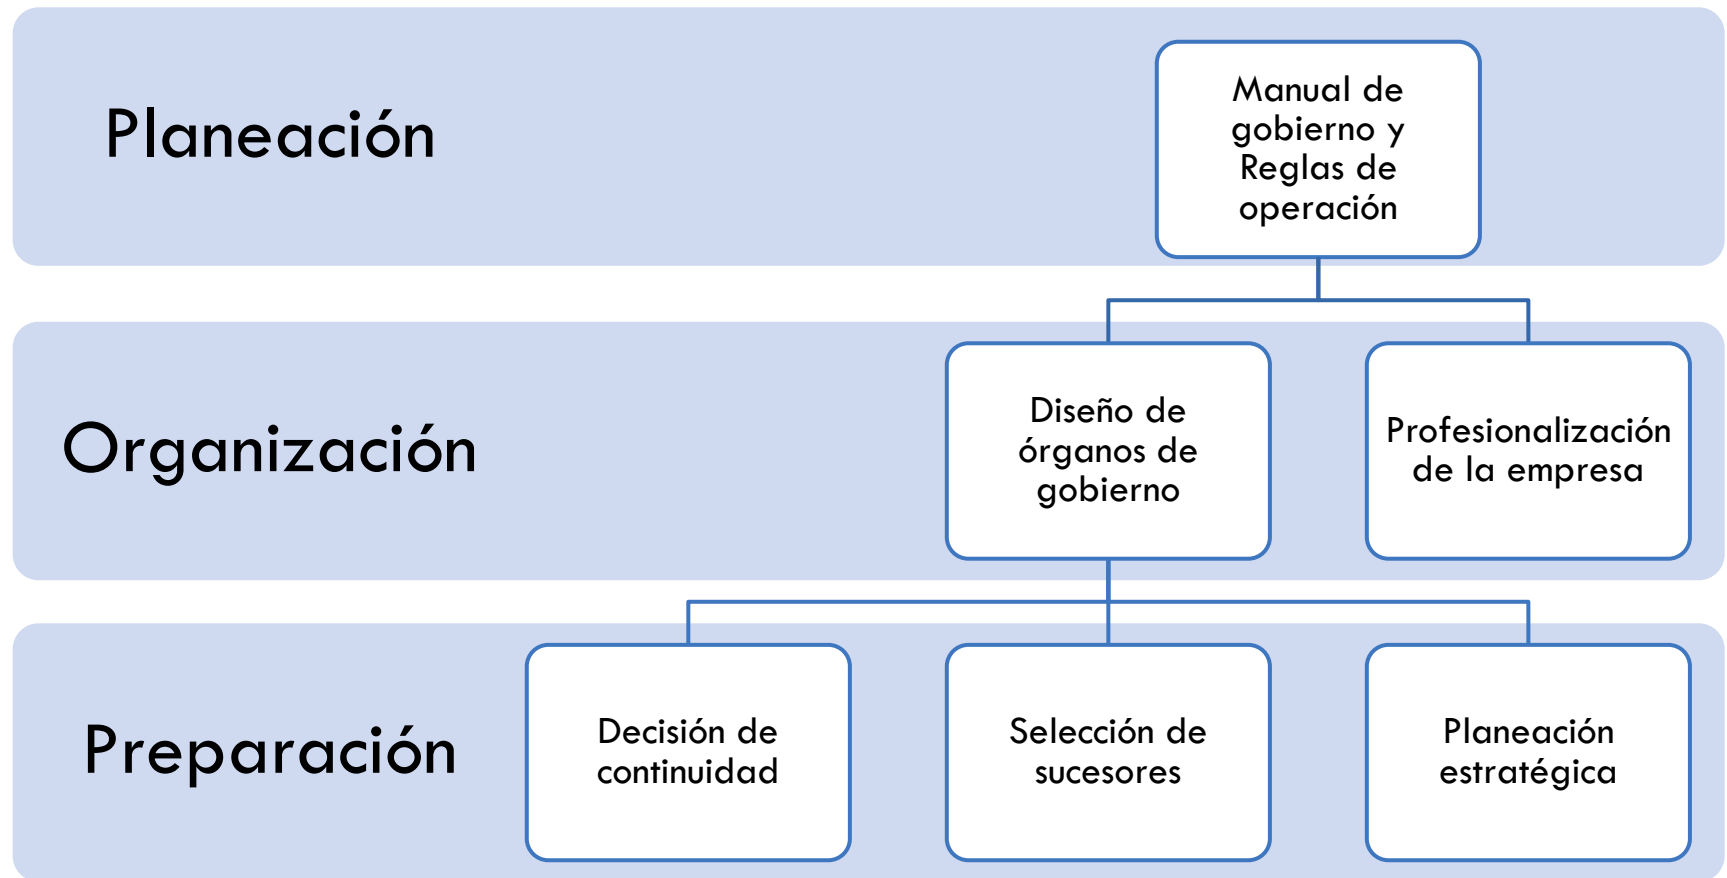 Planeación
Manual de
gobierno y
Reglas de
operación
Organización
Diseño de
órganos de
gobierno
Profesionalización
de la empresa
Preparación
Decisión de
continuidad
Selección de
sucesores
Planeación
estratégica